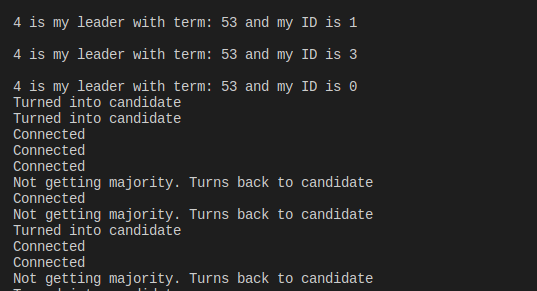 4 is my leader with term: 53 and my ID is 1
4 is my leader with term: 53 and my ID is 3
4 is my leader with term: 53 and my ID is 0
Turned into candidate
Turned into candidate
Connected
Connected
Connected
Not getting majority. Turns back to candidate
Connected
Not getting majority. Turns back to candidate
Turned into candidate
Connected
Connected
Not getting majority. Turns back to candidate